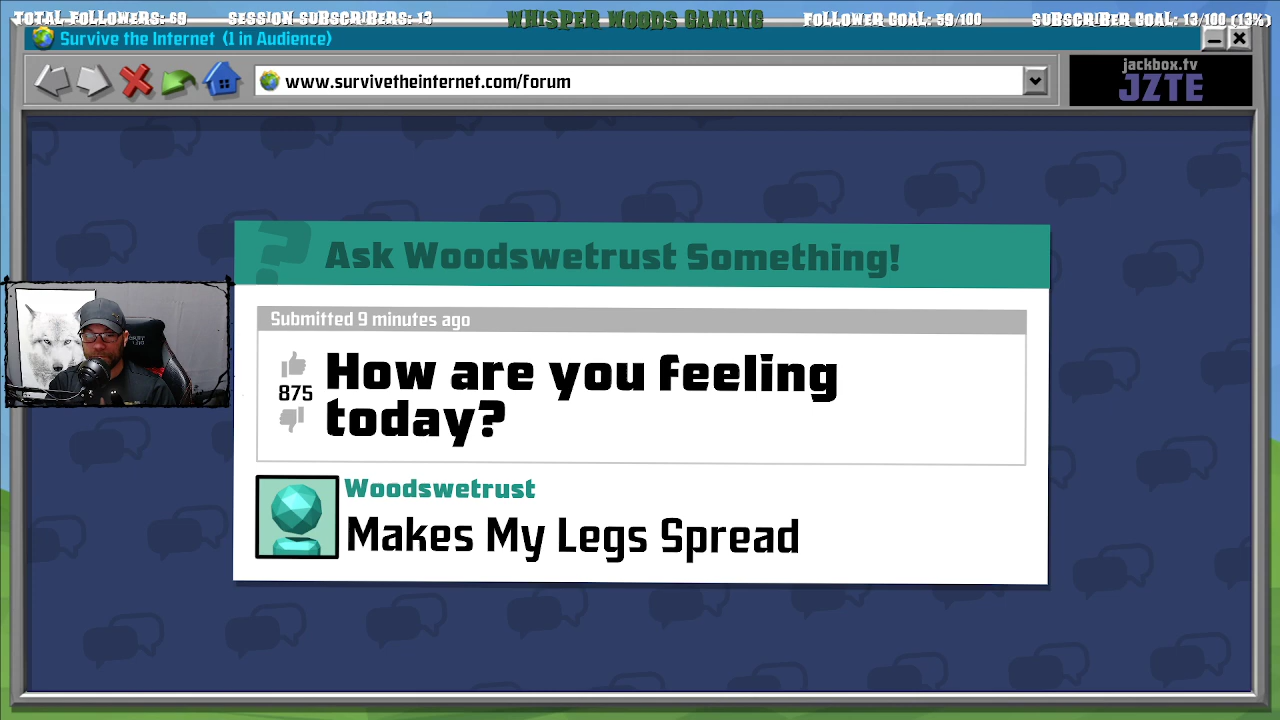 TOTAL FOLLOWERS: 69 SESSION SUBSCRIBERS: 13 WHISPER WOODS GAMING FOLLOWER GOAL: 59/100 SUBSCRIBER GOAL: 13/100 (13%)
Survive the Internet (1 in Audience)
www.survivetheinternet.com/forum
jackbox.tv
JZTE
Ask Woodswetrust Something!
Submitted 9 minutes ago
How are you feeling
875
today?
Woodswetrust
Makes My Legs Spread